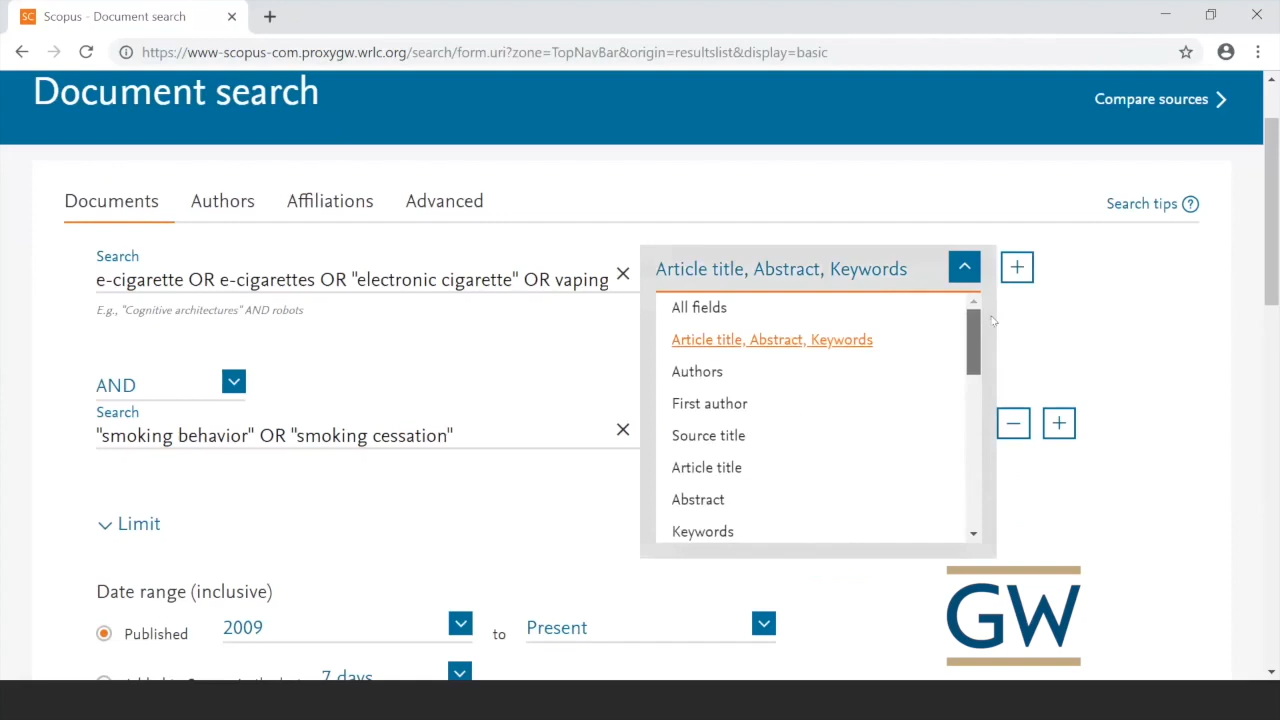 SC Scopus - Document search
https://www-scopus-com.proxygw.wrlc.org/search/form.uri?zone=TopNavBar&origin=resultslist&display=basic
Document search
Compare sources
Documents Authors Affiliations Advanced
Search tips ?
Search
e-cigarette OR e-cigarettes OR "electronic cigarette" OR vaping
E.g., "Cognitive architectures" AND robots
Article title, Abstract, Keywords
All fields
Article title, Abstract, Keywords
Authors
First author
Source title
Article title
Abstract
Keywords
AND
Search
"smoking behavior" OR "smoking cessation"
Limit
Date range (inclusive)
Published 2009 to Present
7 days
GW